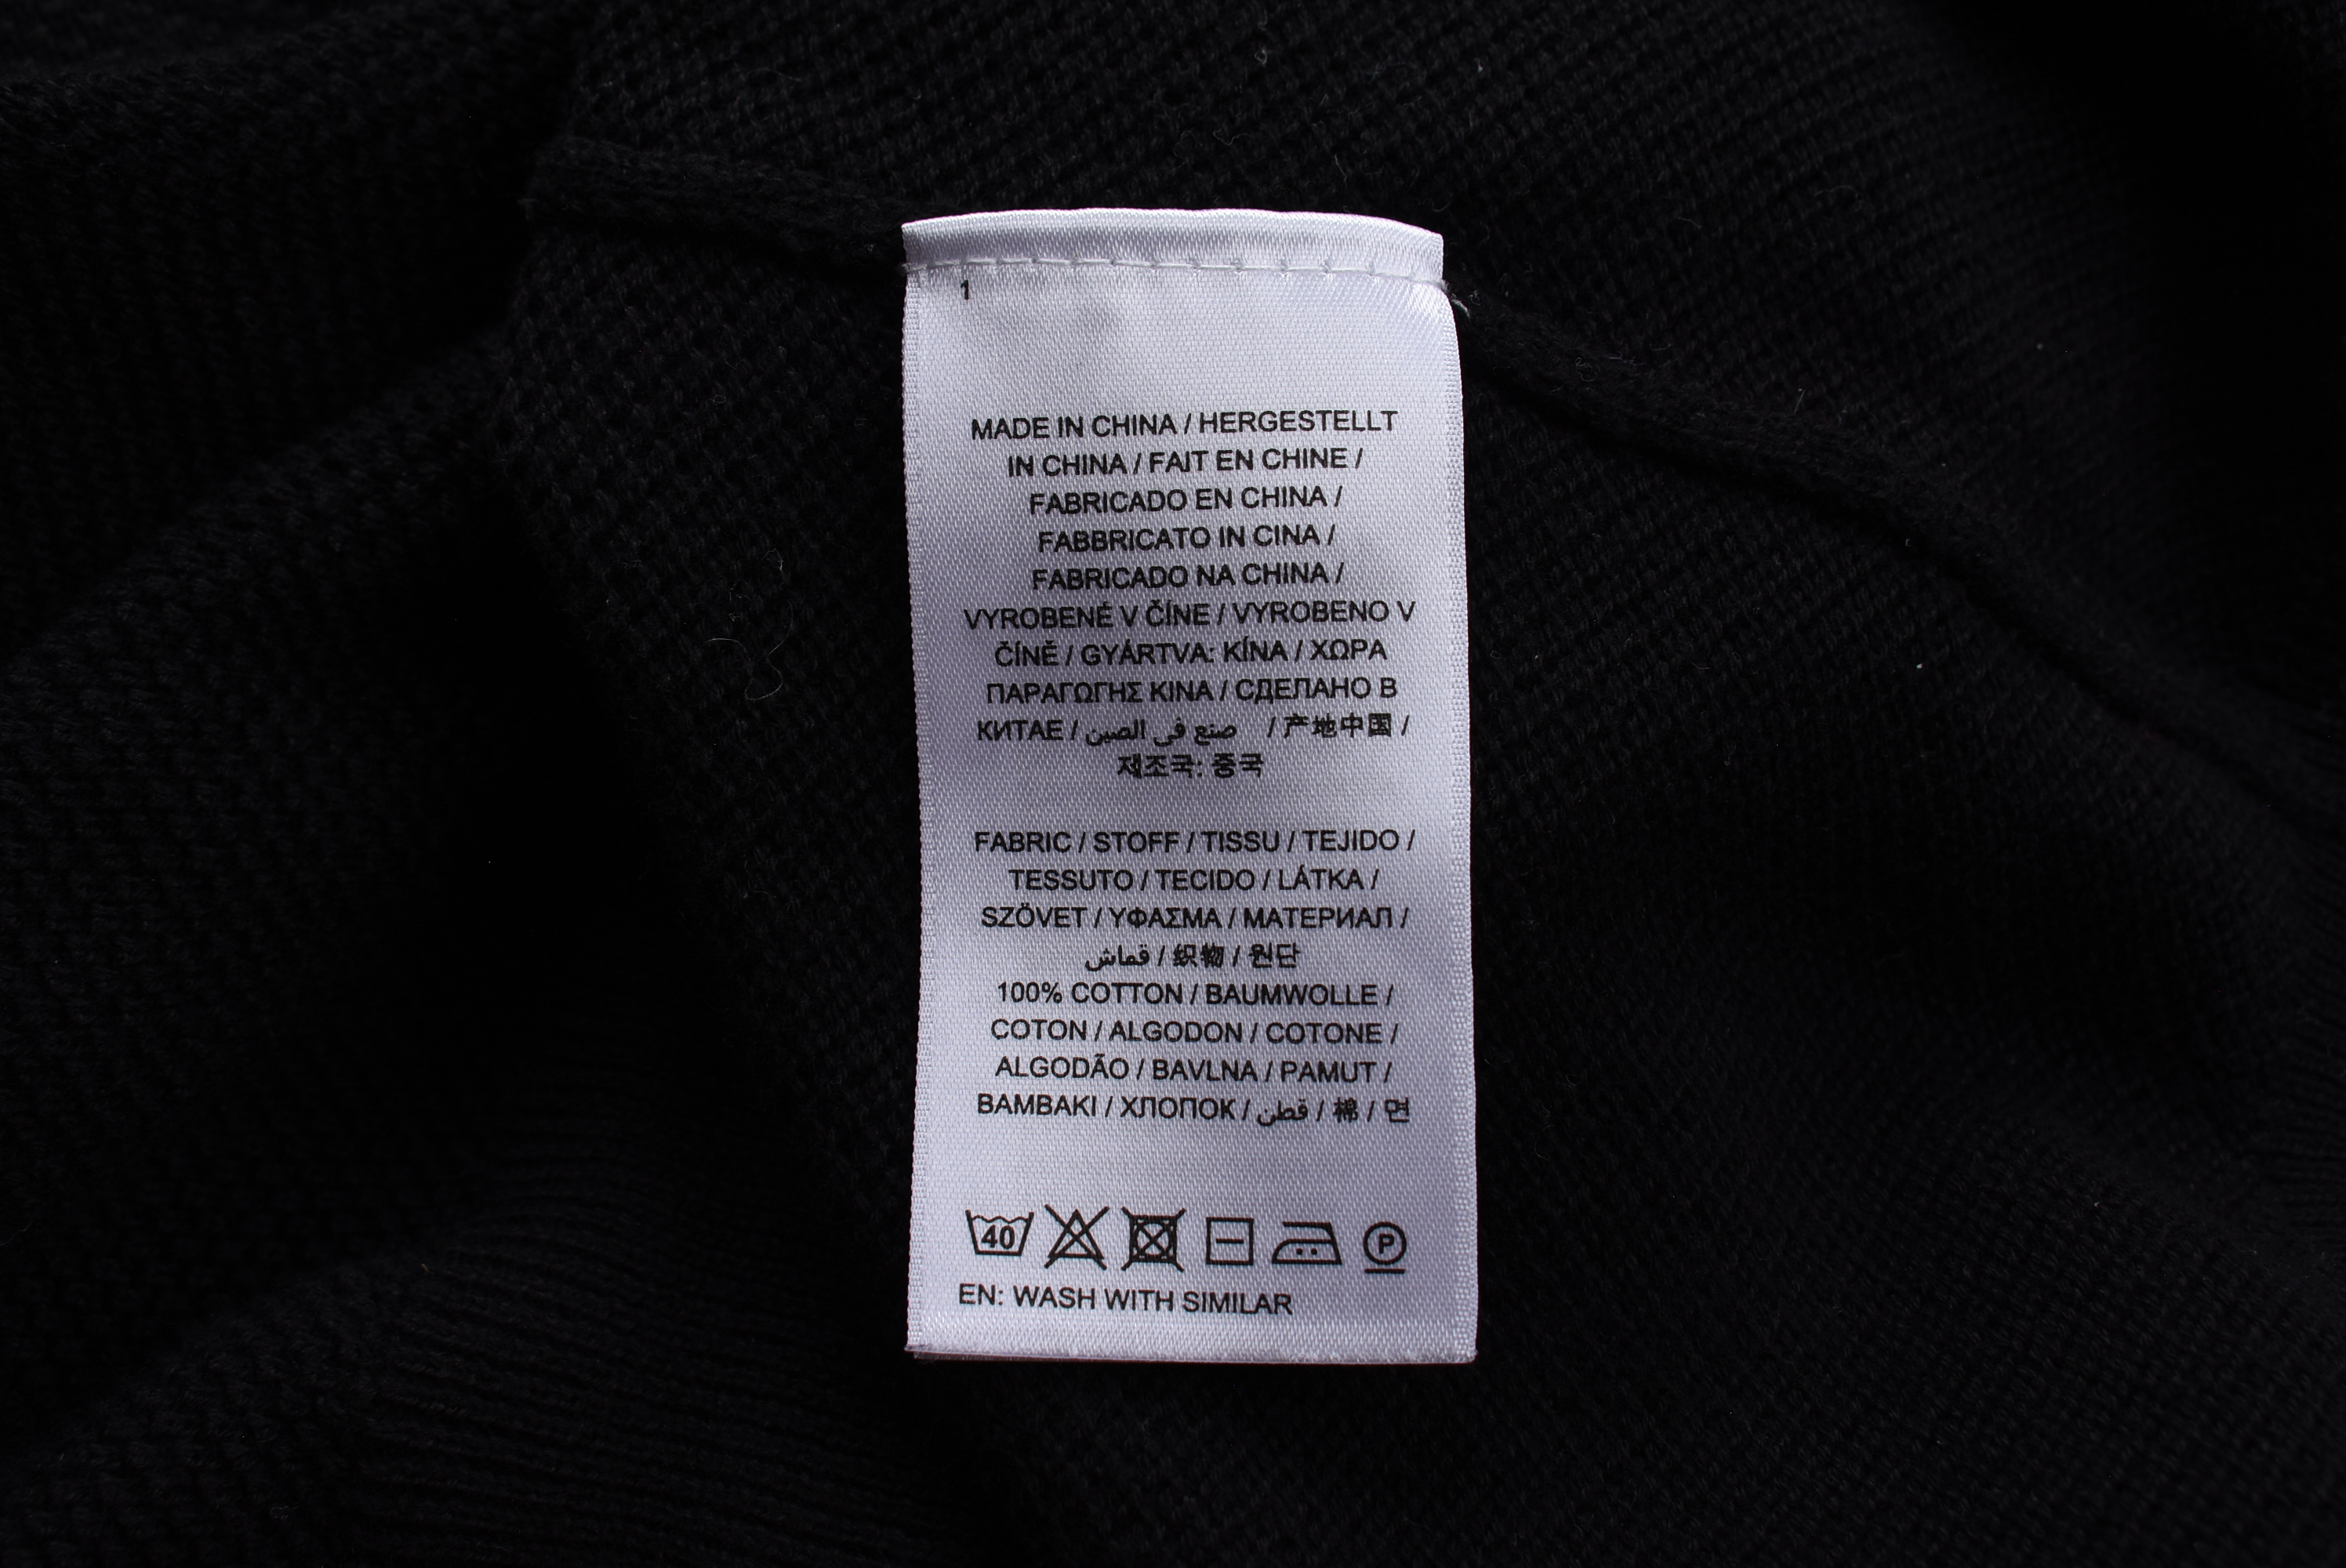 1
MADE IN CHINA / HERGESTELLT
IN CHINA / FAIT EN CHINE /
FABRICADO EN CHINA /
FABBRICATO IN CINA /
FABRICADO NA CHINA /
VYROBENÉ V ČÍNE / VYROBENO V
ČÍNĚ / GYÁRTVA: KÍNA / ΧΩΡΑ
ΠΑΡΑΓΩΓΗΣ ΚΙΝΑ / СДЕЛАНО В
КИТАЕ / صنع في الصين / 产地中国 /
제조국: 중국
FABRIC / STOFF / TISSU / TEJIDO /
TESSUTO / TECIDO / LÁTKA /
SZÖVET / ΥΦΑΣΜΑ / МАТЕРИАЛ /
قماش / 织物 / 원단
100% COTTON / BAUMWOLLE /
COTON / ALGODON / COTONE /
ALGODÃO / BAVLNA / PAMUT /
BAMBAKI / ХЛОПОК / قطن / 棉 / 면
40 P
EN: WASH WITH SIMILAR